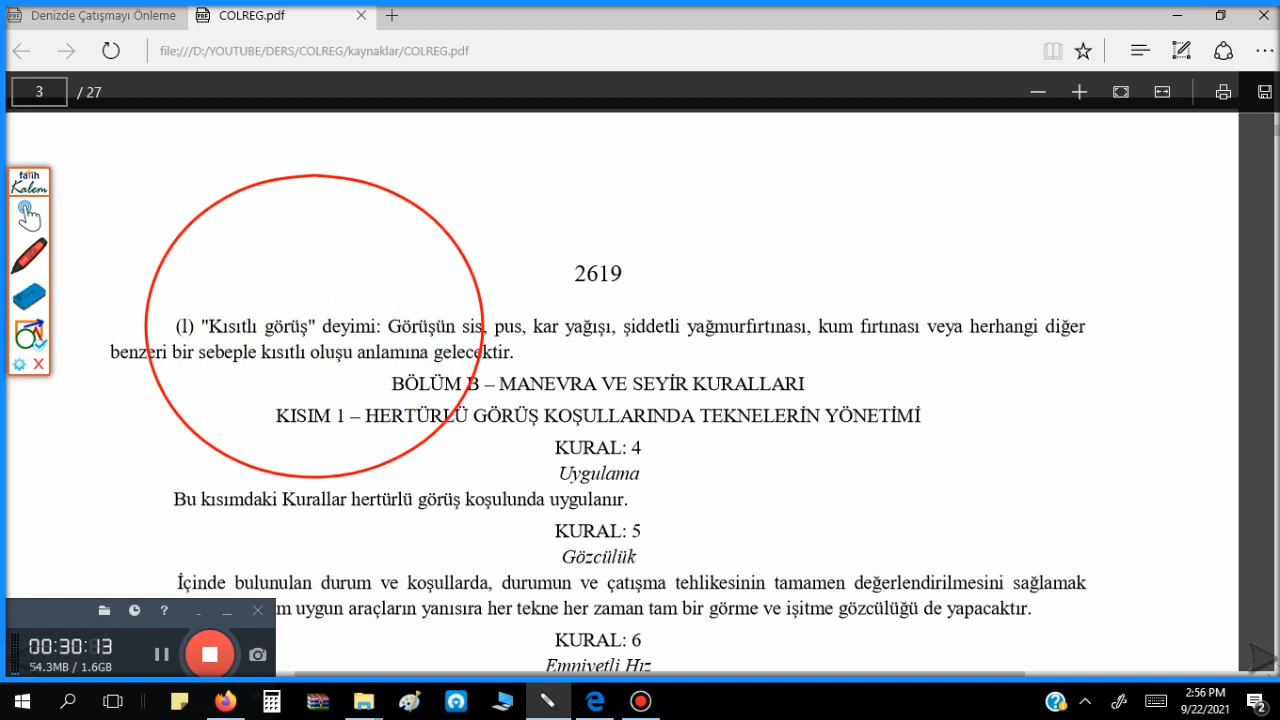 Denizde Çatışmayı Önleme
COLREG.pdf
file:///D:/YOUTUBE/DERS/COLREG/kaynaklar/COLREG.pdf
3 / 27
fatih
Kalem
2619
(l) "Kısıtlı görüş" deyimi: Görüşün sis, pus, kar yağışı, şiddetli yağmurfırtınası, kum fırtınası veya herhangi diğer
benzeri bir sebeple kısıtlı oluşu anlamına gelecektir.
BÖLÜM B – MANEVRA VE SEYİR KURALLARI
KISIM 1 – HERTÜRLÜ GÖRÜŞ KOŞULLARINDA TEKNELERİN YÖNETİMİ
KURAL: 4
Uygulama
Bu kısımdaki Kurallar hertürlü görüş koşulunda uygulanır.
KURAL: 5
Gözcülük
İçinde bulunulan durum ve koşullarda, durumun ve çatışma tehlikesinin tamamen değerlendirilmesini sağlamak
uygun araçların yanısıra her tekne her zaman tam bir görme ve işitme gözcülüğü de yapacaktır.
KURAL: 6
Emniyetli Hız
00:30:13
54.3MB / 1.6GB
2:56 PM
9/22/2021
2